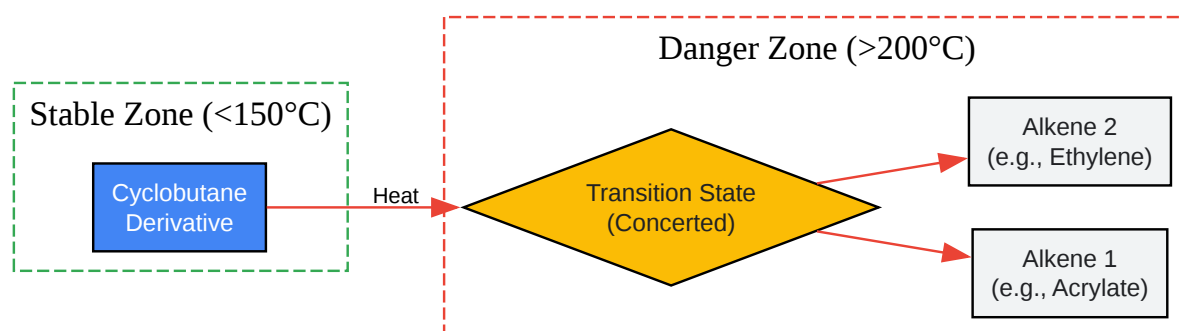 Danger Zone (>200°C)
Stable Zone (<150°C)
Cyclobutane
Derivative
Heat
Transition State
(Concerted)
Alkene 2
(e.g., Ethylene)
Alkene 1
(e.g., Acrylate)